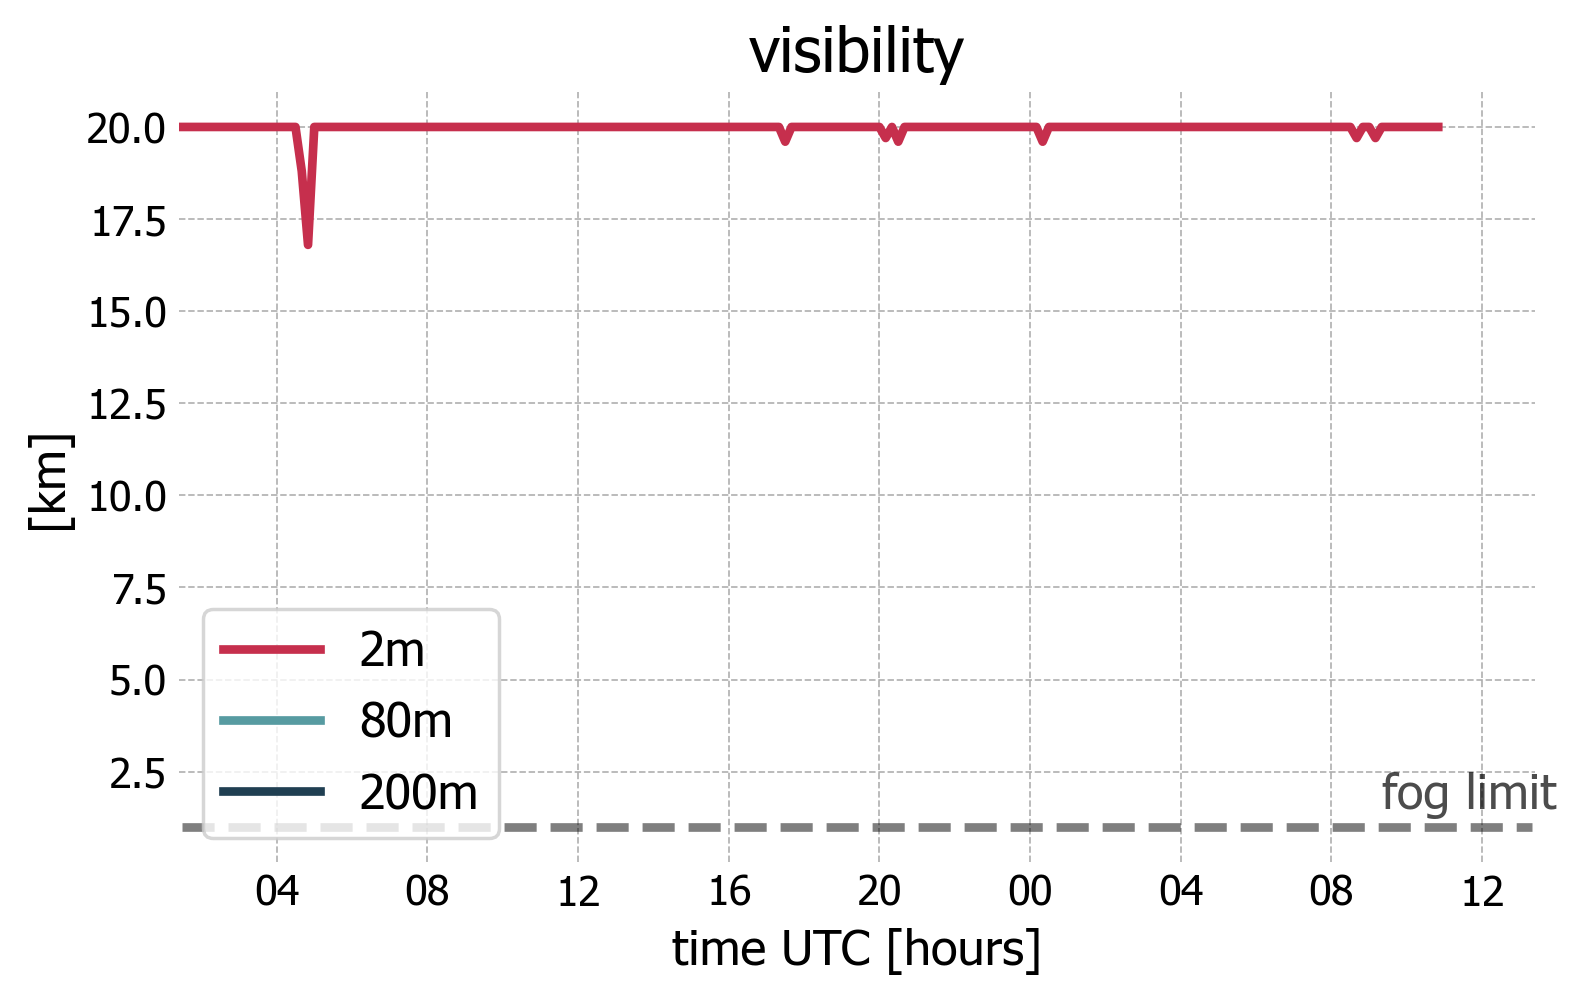 visibility
20.0
17.5
15.0
12.5
10.0
7.5
5.0
2.5
[km]
2m
80m
200m
fog limit
04 08 12 16 20 00 04 08 12
time UTC [hours]